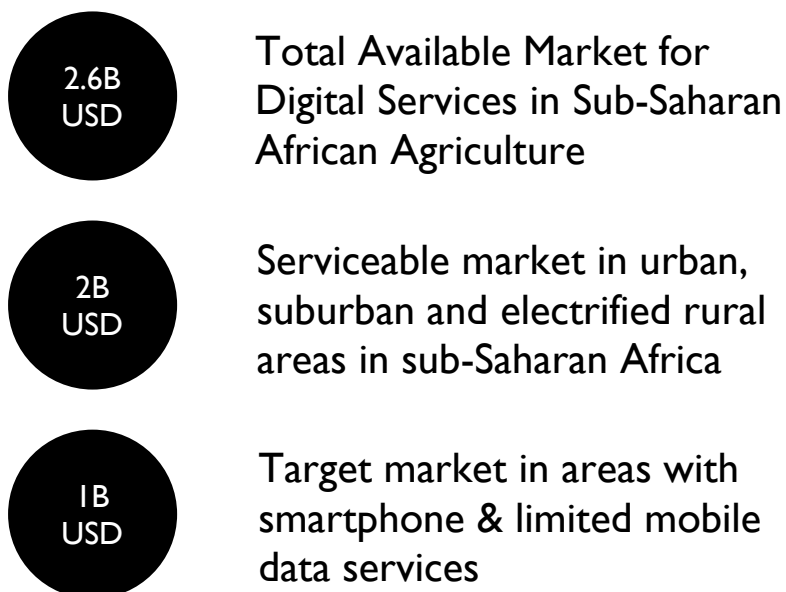 2.6B
USD
Total Available Market for
Digital Services in Sub-Saharan
African Agriculture
2B
USD
Serviceable market in urban,
suburban and electrified rural
areas in sub-Saharan Africa
1B
USD
Target market in areas with
smartphone & limited mobile
data services